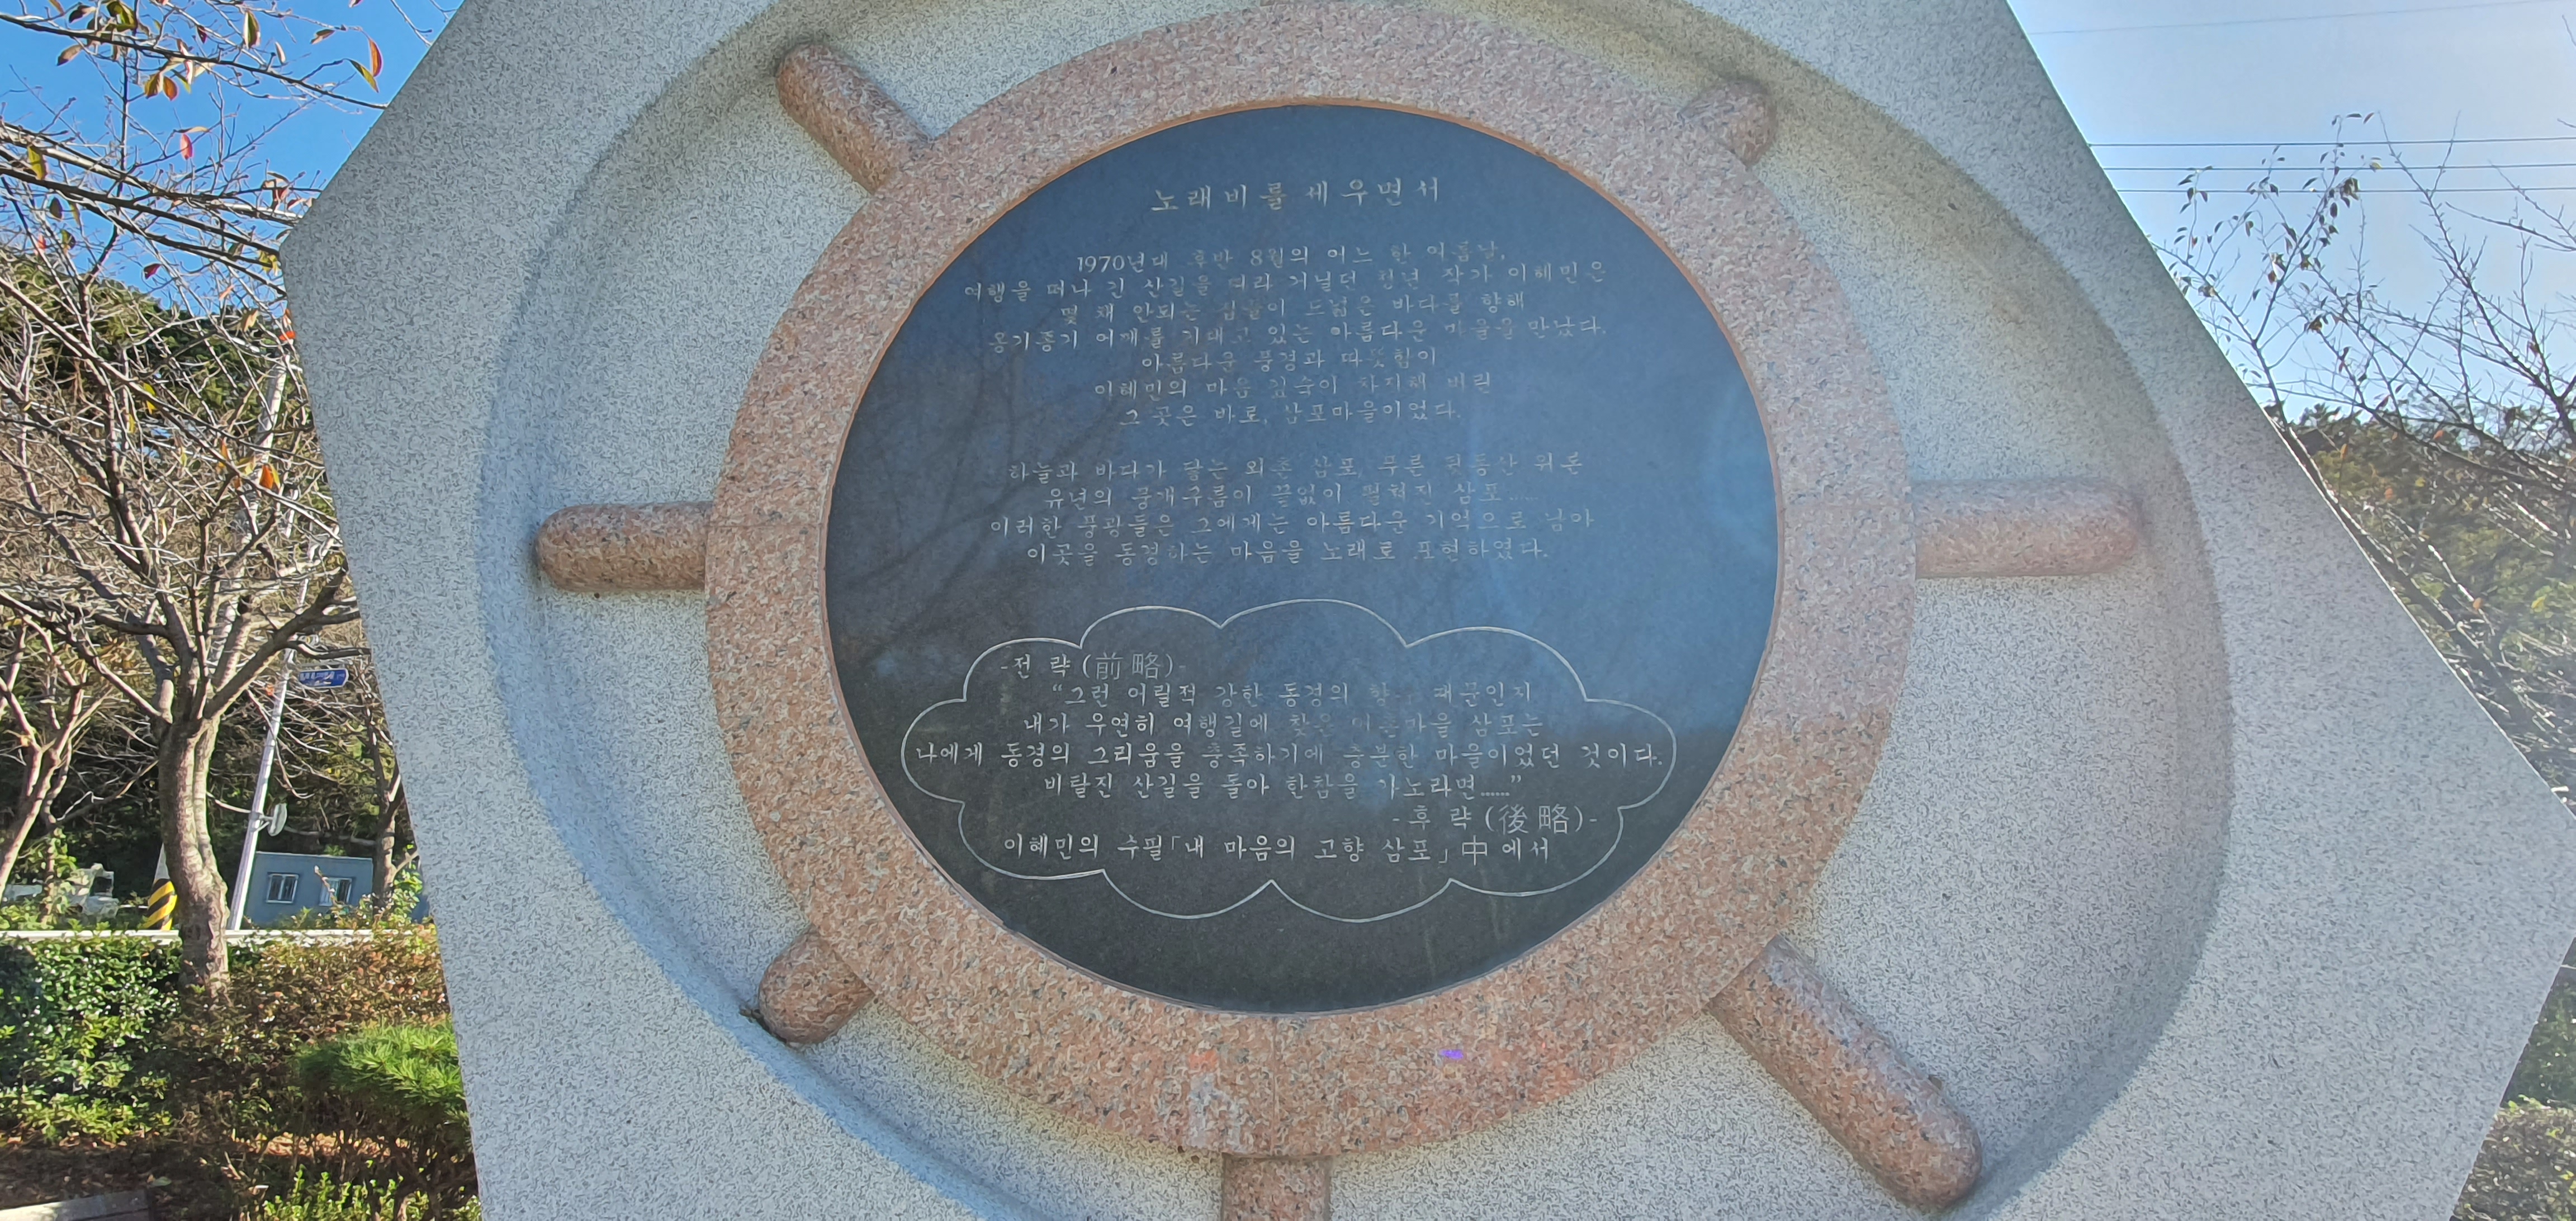 노래비를 세우면서
1970년대 후반 8월의 어느 한 여름날,
여행을 떠나 긴 산길을 따라 거닐던 청년 작가 이혜민은
몇 채 안되는 집들이 드넓은 바다를 향해
옹기종기 어깨를 기대고 있는 아름다운 마을을 만났다.
아름다운 풍경과 따뜻함이
이혜민의 마음 깊숙이 차지해 버린
그 곳은 바로, 삼포마을이었다.
하늘과 바다가 닿는 외촌 삼포, 푸른 뒷동산 위론
유년의 뭉개구름이 끝없이 펼쳐진 삼포......
이러한 풍광들은 그에게는 아름다운 기억으로 남아
이곳을 동경하는 마음을 노래로 표현하였다.
-전 략(前略)-
“그런 어릴적 강한 동경의 때문인지
내가 우연히 여행길에 찾은 마을 삼포는
나에게 동경의 그리움을 충족하기에 충분한 마을이었던 것이다.
비탈진 산길을 돌아 한참을 가노라면......”
-후 략(後略)-
이혜민의 수필「내 마음의 고향 삼포」中에서